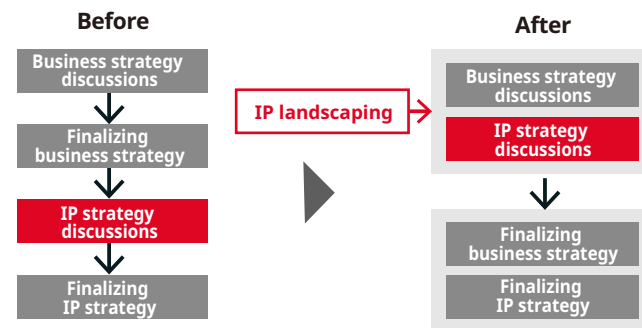 Before
Business strategy
discussions
Finalizing
business strategy
IP strategy
discussions
Finalizing
IP strategy
IP landscaping
After
Business strategy
discussions
IP strategy
discussions
Finalizing
business strategy
Finalizing
IP strategy